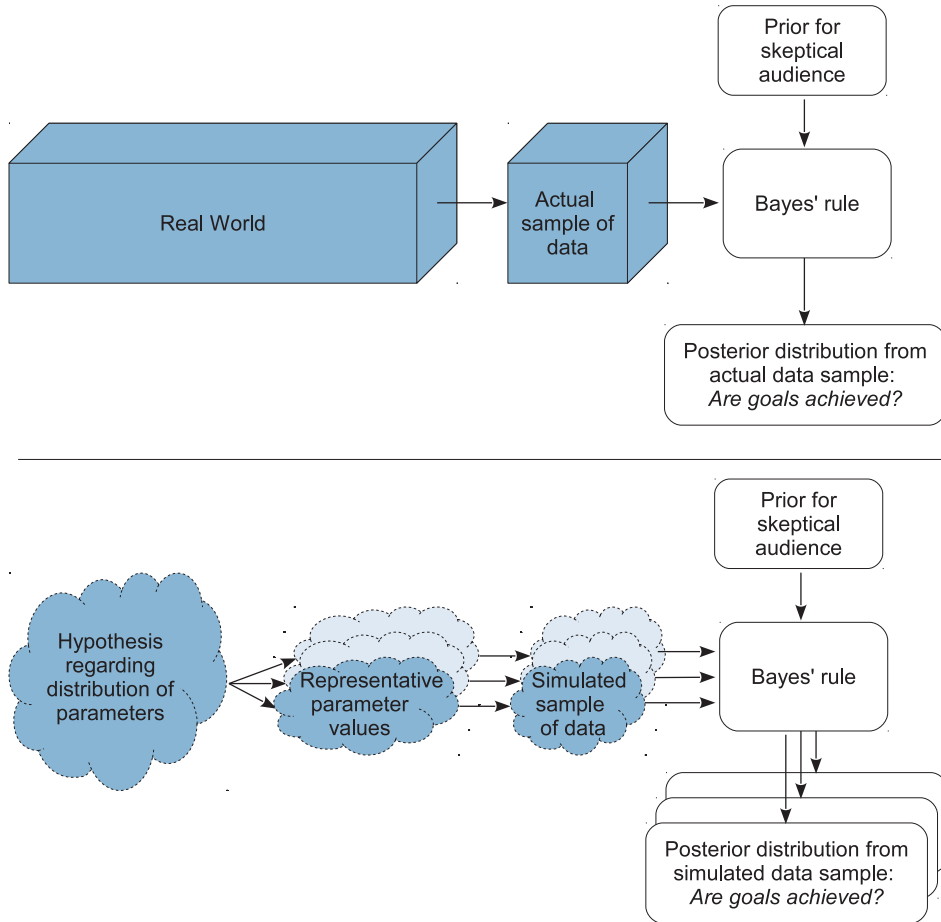 Prior for
skeptical
audience
Real World
Actual
sample of
data
Bayes' rule
Posterior distribution from
actual data sample:
Are goals achieved?
Prior for
skeptical
audience
Hypothesis
regarding
distribution of
parameters
Representative
parameter
values
Simulated
sample
of data
Bayes' rule
Posterior distribution from
simulated data sample:
Are goals achieved?